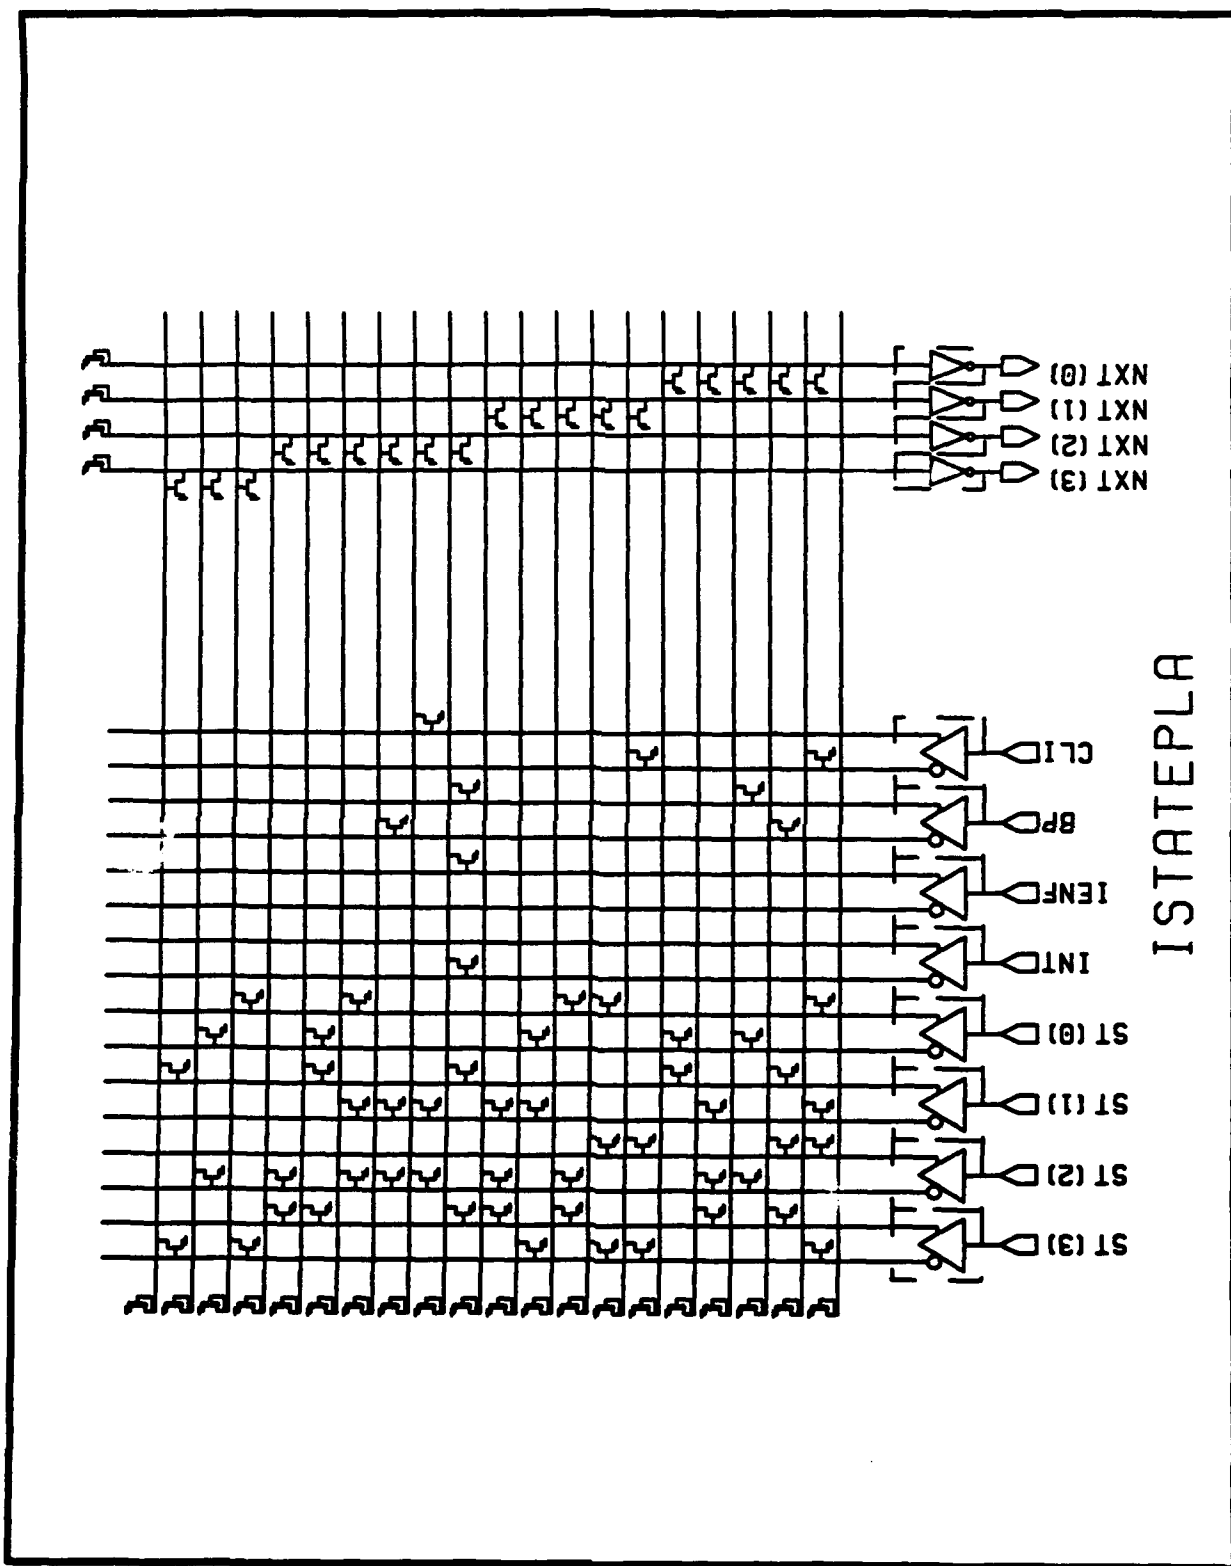 NXT(0)
NXT(1)
NXT(2)
NXT(3)
CLI
BP
IENF
INT
ST(0)
ST(1)
ST(2)
ST(3)
ISTATEPLA